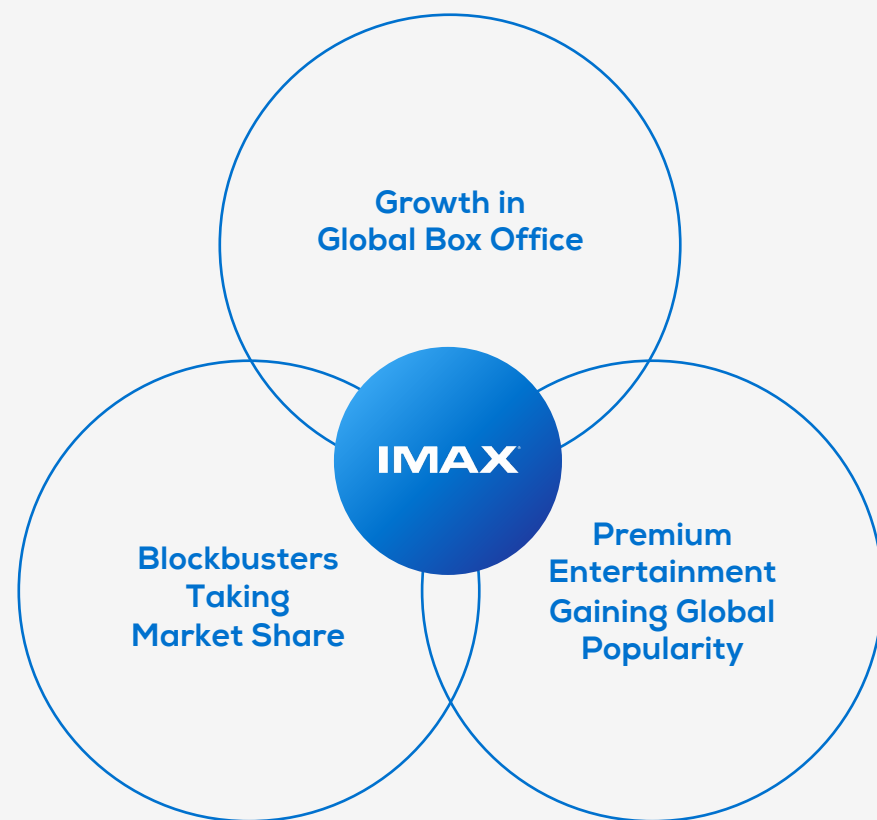 Growth in
Global Box Office
IMAX
Blockbusters
Taking
Market Share
Premium
Entertainment
Gaining Global
Popularity